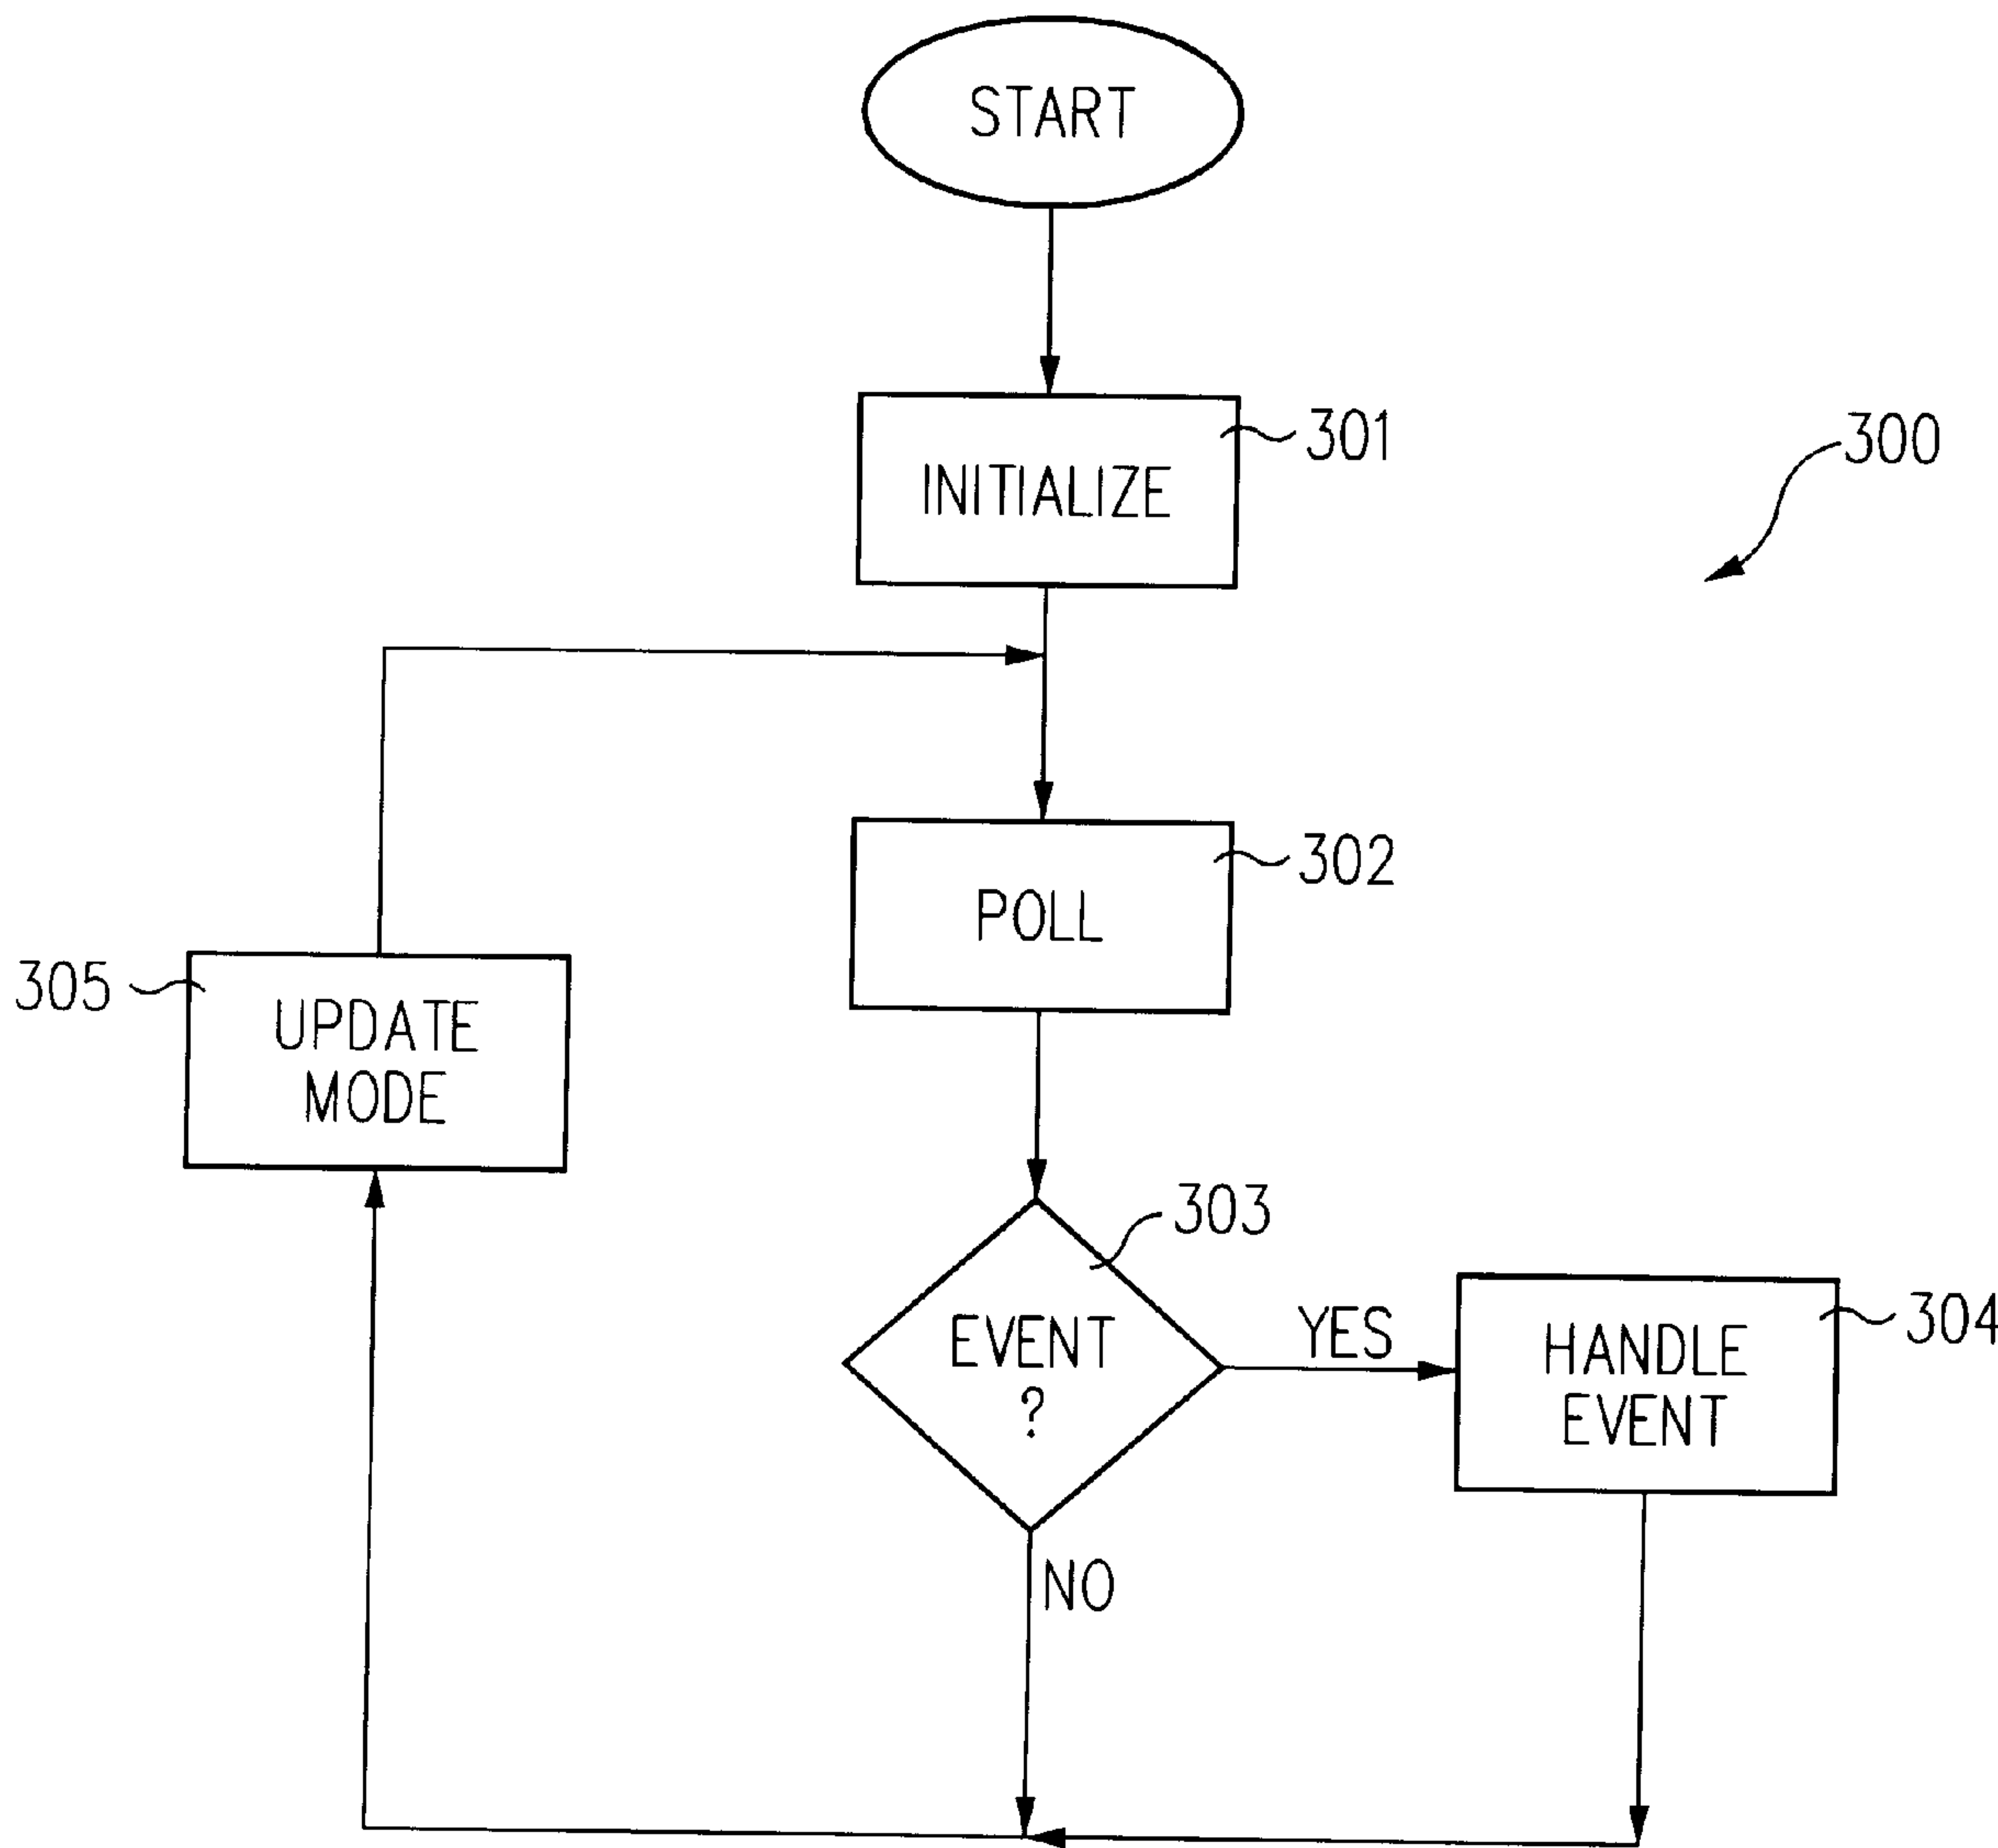 START
301
300
INITIALIZE
302
POLL
305
UPDATE
MODE
303
304
YES
EVENT
?
HANDLE
EVENT
NO